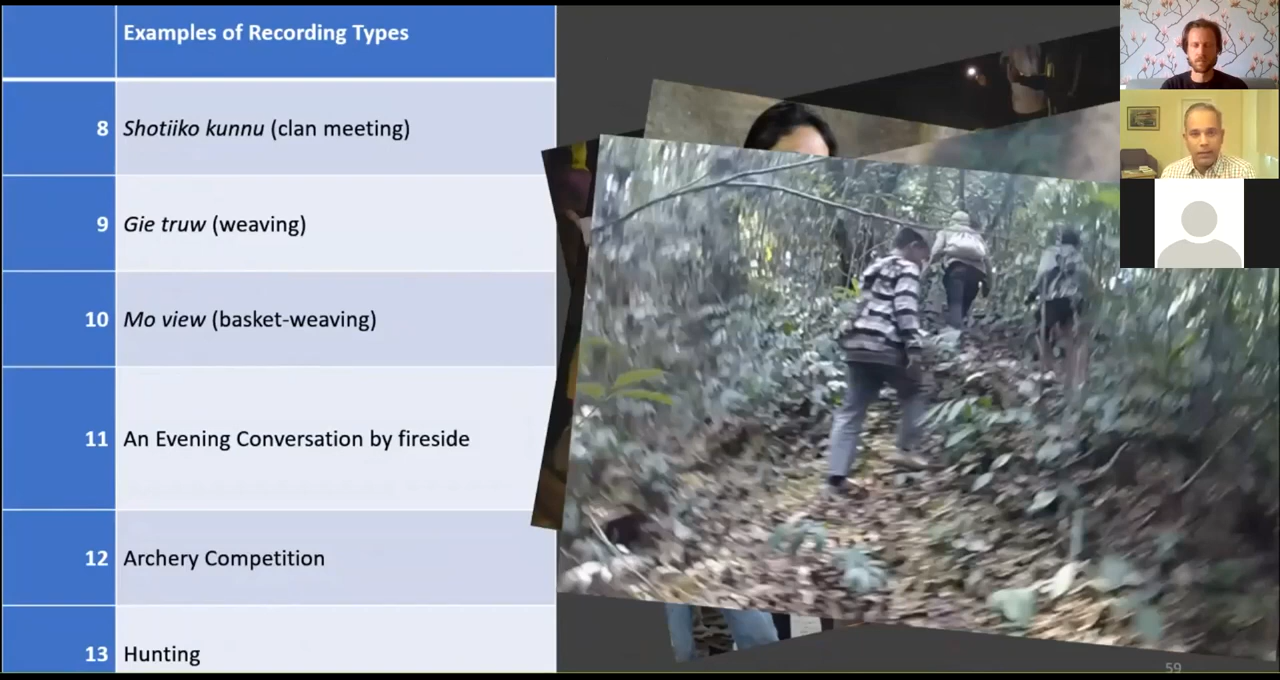 Examples of Recording Types
8 Shotiiko kunnu (clan meeting)
9 Gie truw (weaving)
10 Mo view (basket-weaving)
11 An Evening Conversation by fireside
12 Archery Competition
13 Hunting
59